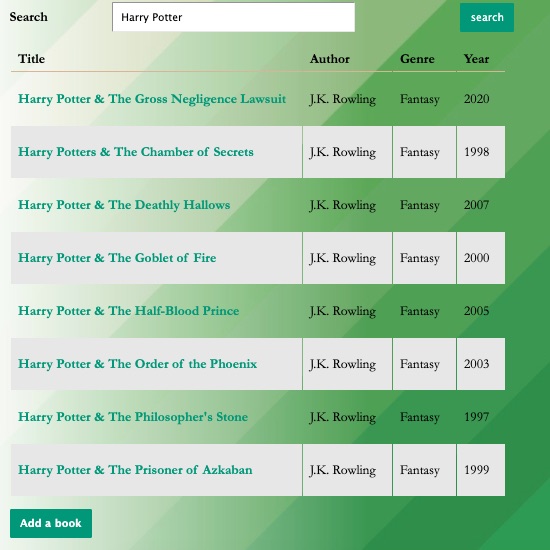 Search Harry Potter search
Title Author Genre Year
Harry Potter & The Gross Negligence Lawsuit J.K. Rowling Fantasy 2020
Harry Potters & The Chamber of Secrets J.K. Rowling Fantasy 1998
Harry Potter & The Deathly Hallows J.K. Rowling Fantasy 2007
Harry Potter & The Goblet of Fire J.K. Rowling Fantasy 2000
Harry Potter & The Half-Blood Prince J.K. Rowling Fantasy 2005
Harry Potter & The Order of the Phoenix J.K. Rowling Fantasy 2003
Harry Potter & The Philosopher's Stone J.K. Rowling Fantasy 1997
Harry Potter & The Prisoner of Azkaban J.K. Rowling Fantasy 1999
Add a book